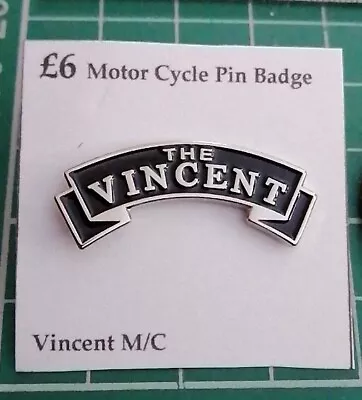 £6 Motor Cycle Pin Badge
THE
VINCENT
Vincent M/C